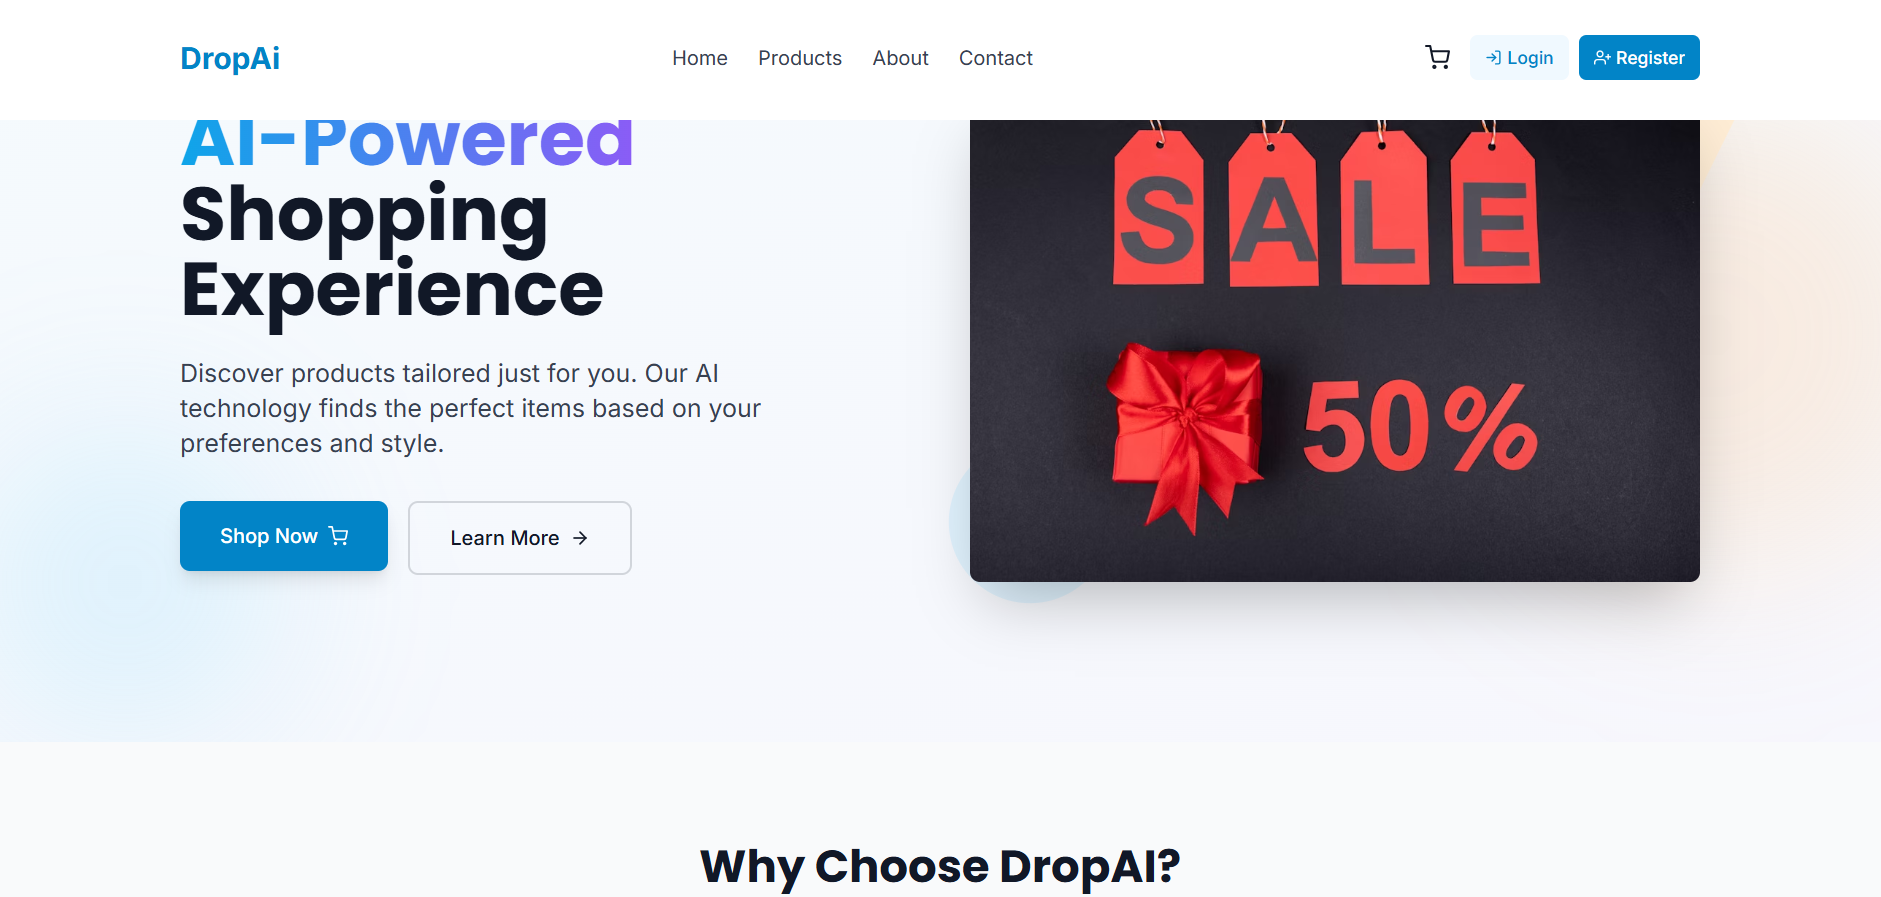 DropAi
Home Products About Contact
Login Register
AI-Powered
Shopping
Experience
Discover products tailored just for you. Our AI
technology finds the perfect items based on your
preferences and style.
Shop Now
Learn More
SALE
50%
Why Choose DropAI?